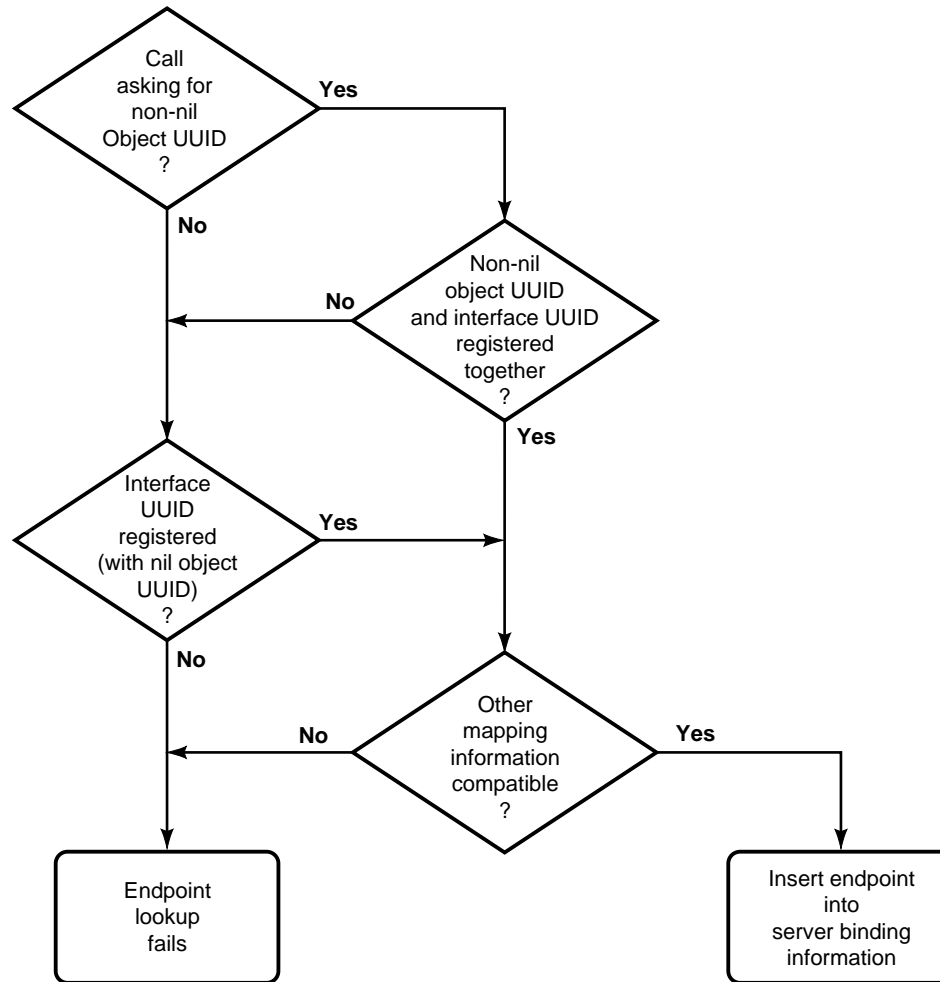 Call
asking for
non-nil
Object UUID
?
Yes
No
Non-nil
object UUID
and interface UUID
registered
together
?
No
Yes
Interface
UUID
registered
(with nil object
UUID)
?
Yes
No
Other
mapping
information
compatible
?
No
Yes
Endpoint
lookup
fails
Insert endpoint
into
server binding
information